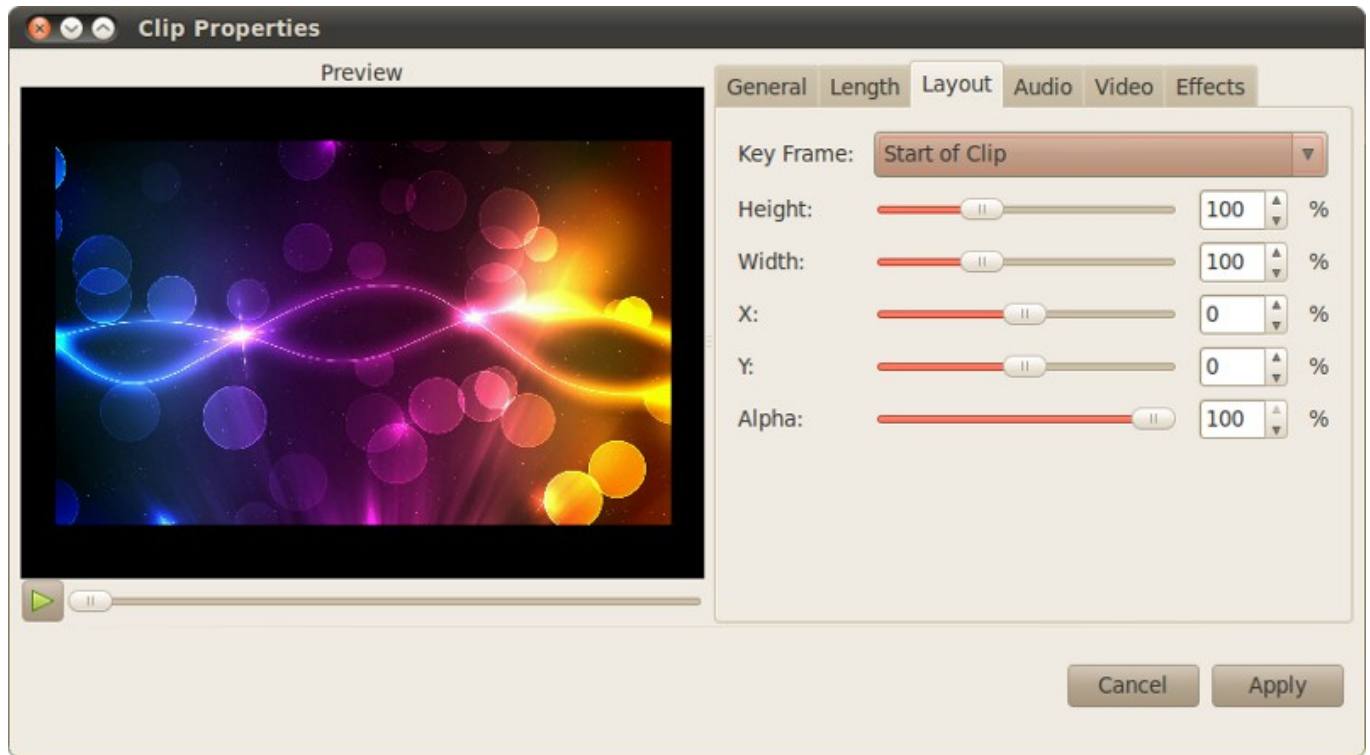 Clip Properties
Preview
General Length Layout Audio Video Effects
Key Frame: Start of Clip
Height: 100 %
Width: 100 %
X: 0 %
Y: 0 %
Alpha: 100 %
Cancel Apply